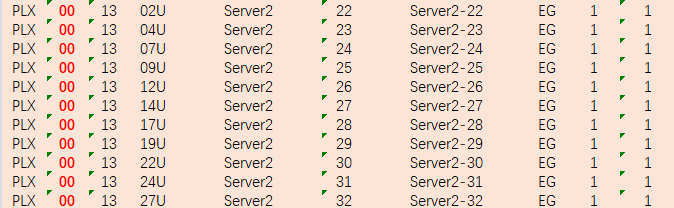 PLX 00 13 02U Server2 22 Server2-22 EG 1 1
PLX 00 13 04U Server2 23 Server2-23 EG 1 1
PLX 00 13 07U Server2 24 Server2-24 EG 1 1
PLX 00 13 09U Server2 25 Server2-25 EG 1 1
PLX 00 13 12U Server2 26 Server2-26 EG 1 1
PLX 00 13 14U Server2 27 Server2-27 EG 1 1
PLX 00 13 17U Server2 28 Server2-28 EG 1 1
PLX 00 13 19U Server2 29 Server2-29 EG 1 1
PLX 00 13 22U Server2 30 Server2-30 EG 1 1
PLX 00 13 24U Server2 31 Server2-31 EG 1 1
PLX 00 13 27U Server2 32 Server2-32 EG 1 1